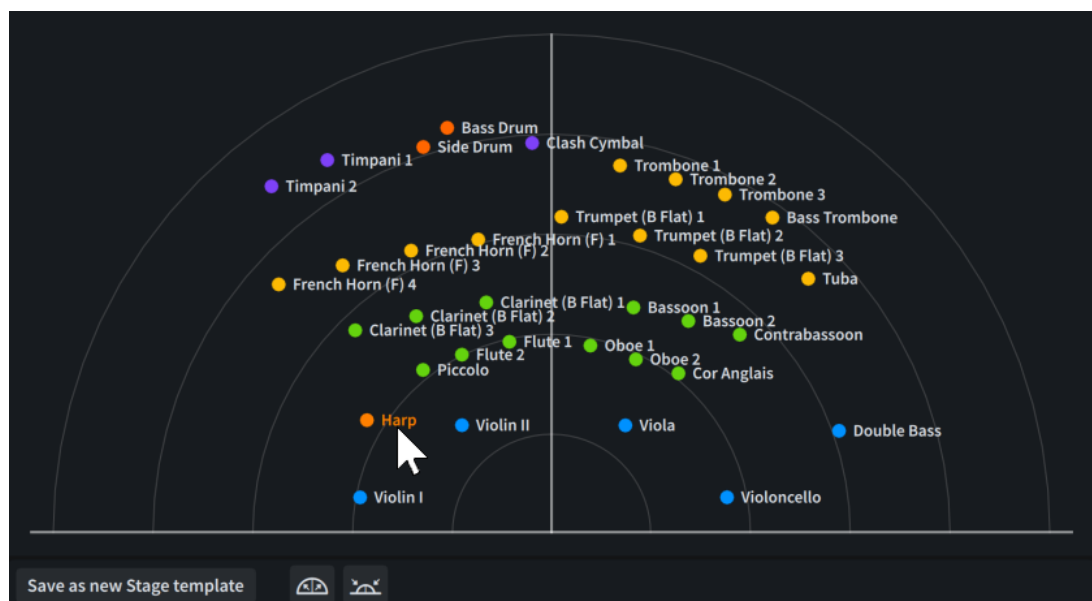 Bass Drum
Side Drum
Clash Cymbal
Timpani 1
Timpani 2
Trombone 1
Trombone 2
Trombone 3
Bass Trombone
Trumpet (B Flat) 1
Trumpet (B Flat) 2
Trumpet (B Flat) 3
Tuba
French Horn (F) 1
French Horn (F) 2
French Horn (F) 3
French Horn (F) 4
Clarinet (B Flat) 1
Clarinet (B Flat) 2
Clarinet (B Flat) 3
Bassoon 1
Bassoon 2
Contrabassoon
Flute 1
Flute 2
Piccolo
Oboe 1
Oboe 2
Cor Anglais
Harp
Violin II
Viola
Double Bass
Violin I
Violoncello
Save as new Stage template